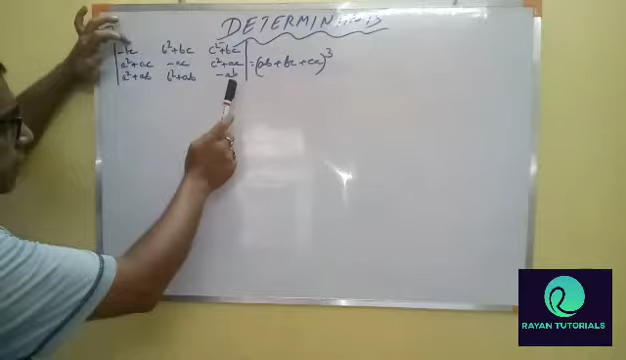 DETERMINANTS
| -bc b²+bc c²+bc |
| a²+ac -ac c²+ac | = (ab+bc+ca)³
| a²+ab b²+ab -ab |
RAYAN TUTORIALS